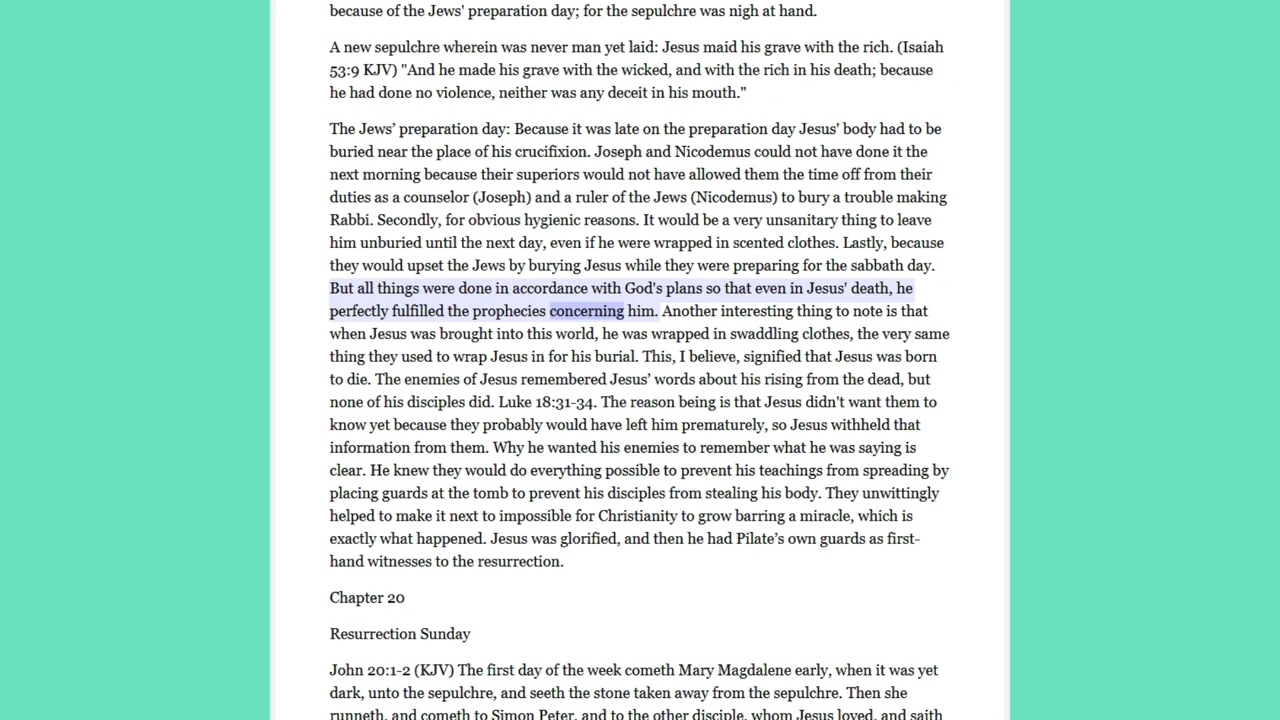 because of the Jews' preparation day; for the sepulchre was nigh at hand.
A new sepulchre wherein was never man yet laid: Jesus maid his grave with the rich. (Isaiah
53:9 KJV) "And he made his grave with the wicked, and with the rich in his death; because
he had done no violence, neither was any deceit in his mouth."
The Jews’ preparation day: Because it was late on the preparation day Jesus' body had to be
buried near the place of his crucifixion. Joseph and Nicodemus could not have done it the
next morning because their superiors would not have allowed them the time off from their
duties as a counselor (Joseph) and a ruler of the Jews (Nicodemus) to bury a trouble making
Rabbi. Secondly, for obvious hygienic reasons. It would be a very unsanitary thing to leave
him unburied until the next day, even if he were wrapped in scented clothes. Lastly, because
they would upset the Jews by burying Jesus while they were preparing for the sabbath day.
But all things were done in accordance with God's plans so that even in Jesus' death, he
perfectly fulfilled the prophecies concerning him. Another interesting thing to note is that
when Jesus was brought into this world, he was wrapped in swaddling clothes, the very same
thing they used to wrap Jesus in for his burial. This, I believe, signified that Jesus was born
to die. The enemies of Jesus remembered Jesus’ words about his rising from the dead, but
none of his disciples did. Luke 18:31-34. The reason being is that Jesus didn't want them to
know yet because they probably would have left him prematurely, so Jesus withheld that
information from them. Why he wanted his enemies to remember what he was saying is
clear. He knew they would do everything possible to prevent his teachings from spreading by
placing guards at the tomb to prevent his disciples from stealing his body. They unwittingly
helped to make it next to impossible for Christianity to grow barring a miracle, which is
exactly what happened. Jesus was glorified, and then he had Pilate’s own guards as first-
hand witnesses to the resurrection.
Chapter 20
Resurrection Sunday
John 20:1-2 (KJV) The first day of the week cometh Mary Magdalene early, when it was yet
dark, unto the sepulchre, and seeth the stone taken away from the sepulchre. Then she
runneth, and cometh to Simon Peter, and to the other disciple, whom Jesus loved, and saith